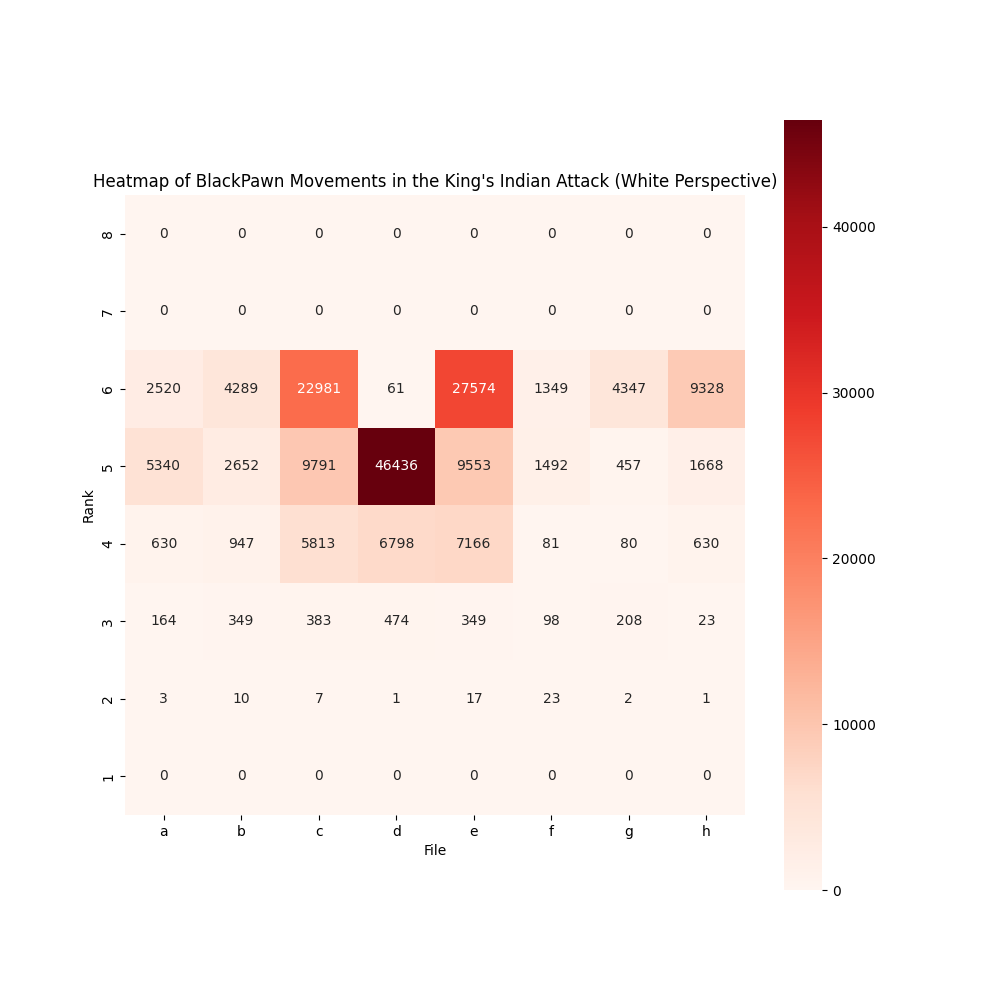 Heatmap of BlackPawn Movements in the King's Indian Attack (White Perspective)
8 0 0 0 0 0 0 0 0
7 0 0 0 0 0 0 0 0
6 2520 4289 22981 61 27574 1349 4347 9328
5 5340 2652 9791 46436 9553 1492 457 1668
4 630 947 5813 6798 7166 81 80 630
3 164 349 383 474 349 98 208 23
2 3 10 7 1 17 23 2 1
1 0 0 0 0 0 0 0 0
a b c d e f g h
File
Rank
40000
30000
20000
10000
0